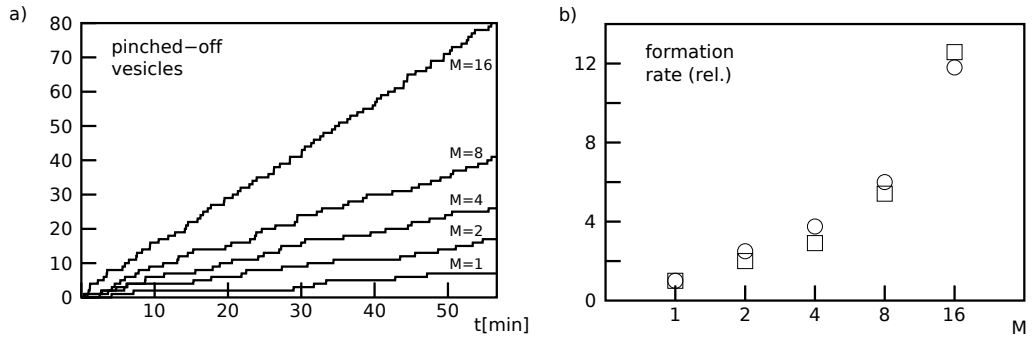 a)
80
70
60
50
40
30
20
10
0
pinched−off
vesicles
M=16
M=8
M=4
M=2
M=1
10 20 30 40 50
t[min]
b)
12
8
4
0
formation
rate (rel.)
1 2 4 8 16
M